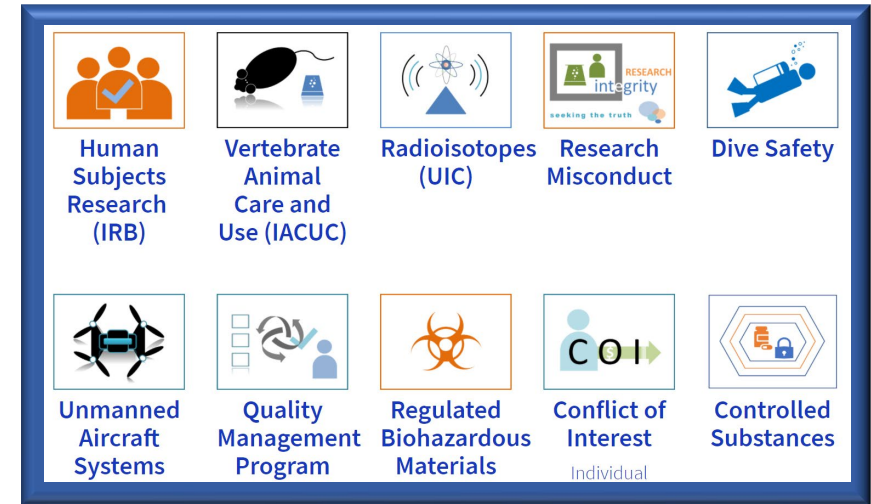 RESEARCH
integrity
seeking the truth
Human
Subjects
Research
(IRB)
Vertebrate
Animal
Care and
Use (IACUC)
Radioisotopes
(UIC)
Research
Misconduct
Dive Safety
COI
$
Unmanned
Aircraft
Systems
Quality
Management
Program
Regulated
Biohazardous
Materials
Conflict of
Interest
Individual
Controlled
Substances